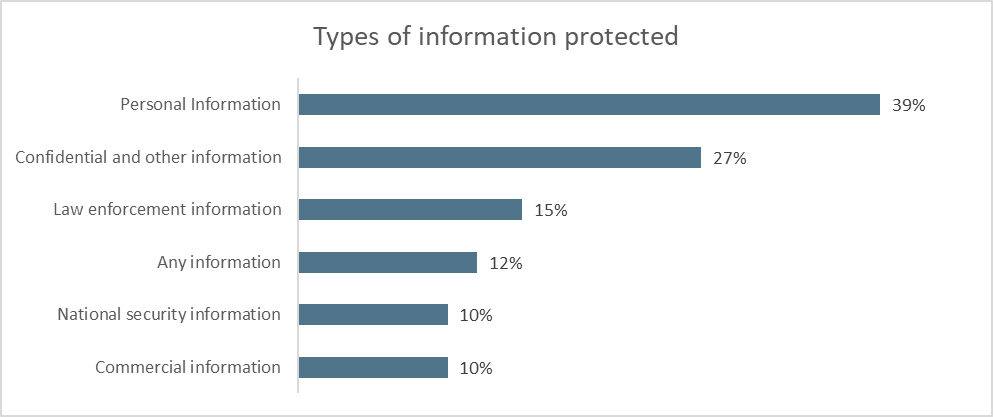 Types of information protected
Personal Information 39%
Confidential and other information 27%
Law enforcement information 15%
Any information 12%
National security information 10%
Commercial information 10%